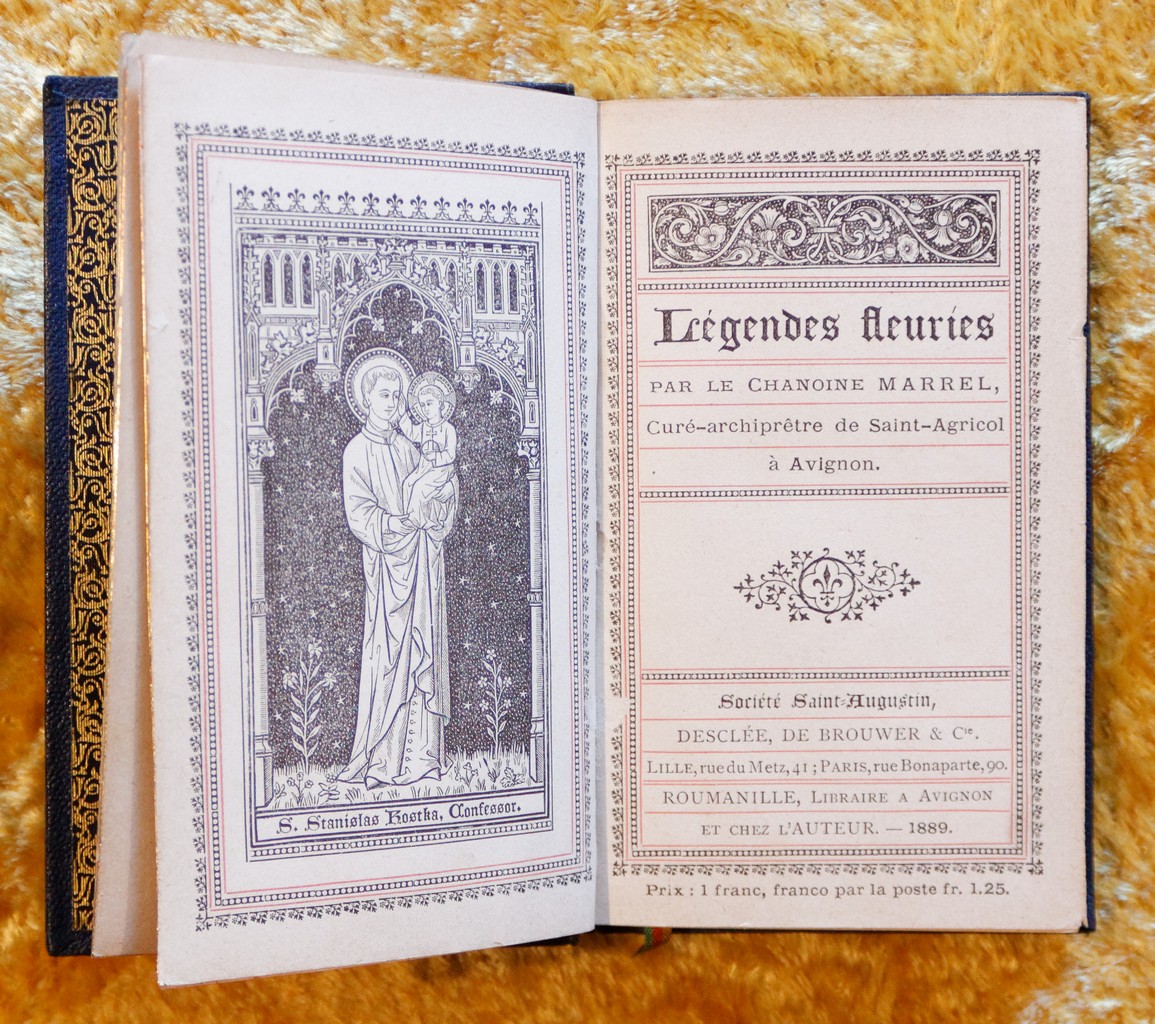 S. Stanislas Kostka, Confessor.
Légendes fleuries
PAR LE CHANOINE MARREL,
Curé-archiprêtre de Saint-Agricol
à Avignon.
Société Saint-Augustin,
DESCLÉE, DE BROUWER & Cie.
LILLE, rue du Metz, 41 ; PARIS, rue Bonaparte, 90.
ROUMANILLE, LIBRAIRE A AVIGNON
ET CHEZ L'AUTEUR. — 1889.
Prix : 1 franc, franco par la poste fr. 1.25.